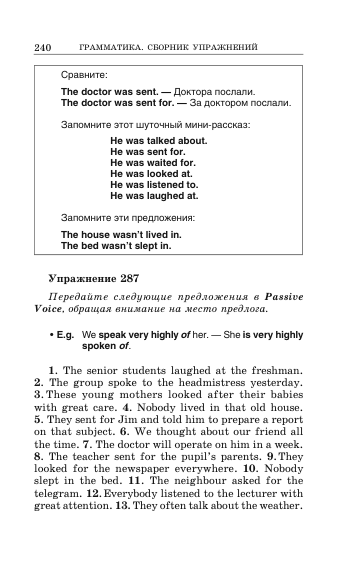 240 ГРАММАТИКА. СБОРНИК УПРАЖНЕНИЙ
Сравните:
The doctor was sent. — Доктора послали.
The doctor was sent for. — За доктором послали.
Запомните этот шуточный мини-рассказ:
He was talked about.
He was sent for.
He was waited for.
He was looked at.
He was listened to.
He was laughed at.
Запомните эти предложения:
The house wasn't lived in.
The bed wasn't slept in.
Упражнение 287
Передайте следующие предложения в Passive
Voice, обращая внимание на место предлога.
• E.g. We speak very highly of her. — She is very highly
spoken of.
1. The senior students laughed at the freshman.
2. The group spoke to the headmistress yesterday.
3. These young mothers looked after their babies
with great care. 4. Nobody lived in that old house.
5. They sent for Jim and told him to prepare a report
on that subject. 6. We thought about our friend all
the time. 7. The doctor will operate on him in a week.
8. The teacher sent for the pupil's parents. 9. They
looked for the newspaper everywhere. 10. Nobody
slept in the bed. 11. The neighbour asked for the
telegram. 12. Everybody listened to the lecturer with
great attention. 13. They often talk about the weather.